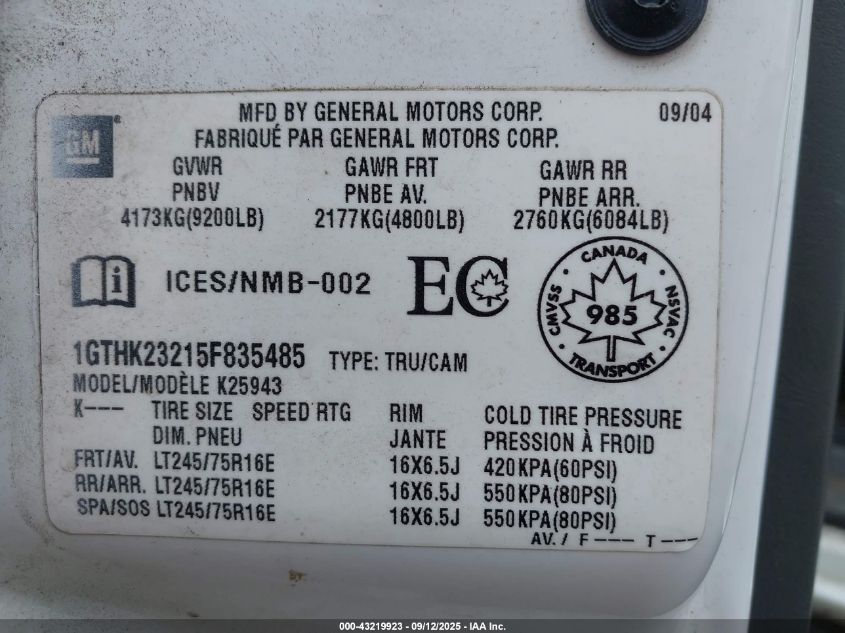 GM
MFD BY GENERAL MOTORS CORP. 09/04
FABRIQUÉ PAR GENERAL MOTORS CORP.
GVWR GAWR FRT GAWR RR
PNBV PNBE AV. PNBE ARR.
4173KG(9200LB) 2177KG(4800LB) 2760KG(6084LB)
i ICES/NMB-002 EC
CANADA
CMVSS 985 NSVAC
TRANSPORT
1GTHK23215F835485 TYPE: TRU/CAM
MODEL/MODÈLE K25943
K--- TIRE SIZE SPEED RTG RIM COLD TIRE PRESSURE
DIM. PNEU JANTE PRESSION À FROID
FRT/AV. LT245/75R16E 16X6.5J 420KPA(60PSI)
RR/ARR. LT245/75R16E 16X6.5J 550KPA(80PSI)
SPA/SOS LT245/75R16E 16X6.5J 550KPA(80PSI)
AV./ F--- T---
000-43219923 - 09/12/2025 - IAA Inc.